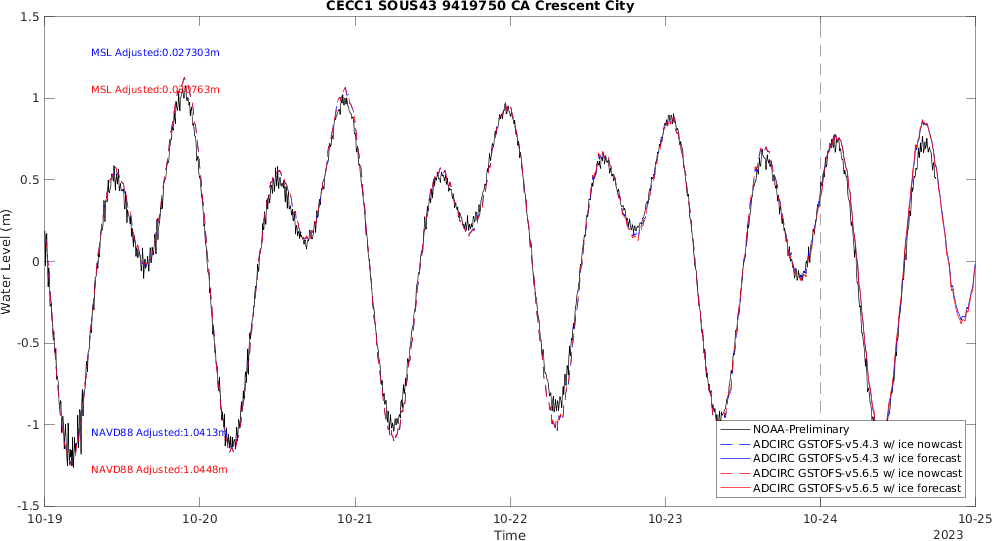 CECC1 SOUS43 9419750 CA Crescent City
1.5
MSL Adjusted:0.027303m
1
0.5
0
-0.5
-1
-1.5
Water Level (m)
NAVD88 Adjusted:1.0413m
NAVD88 Adjusted:1.0448m
NOAA-Preliminary
ADCIRC GSTOFS-v5.4.3 w/ ice nowcast
ADCIRC GSTOFS-v5.4.3 w/ ice forecast
ADCIRC GSTOFS-v5.6.5 w/ ice nowcast
ADCIRC GSTOFS-v5.6.5 w/ ice forecast
10-19 10-20 10-21 10-22 10-23 10-24 10-25
Time
2023